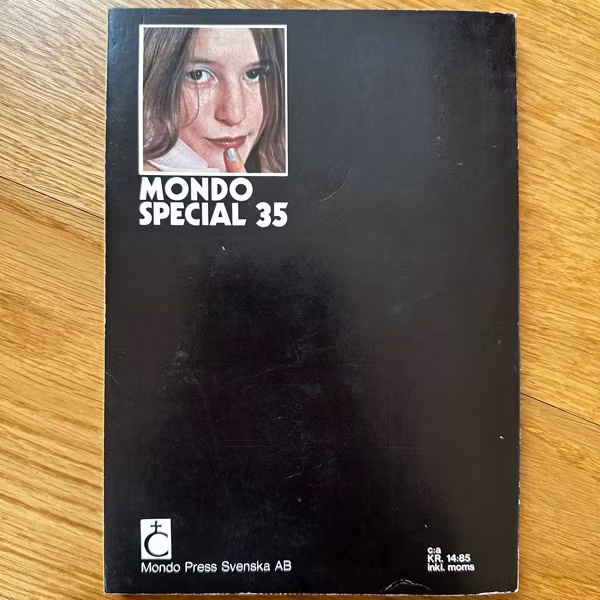 MONDO
SPECIAL 35
C
Mondo Press Svenska AB
c:a
KR. 14:85
inkl. moms